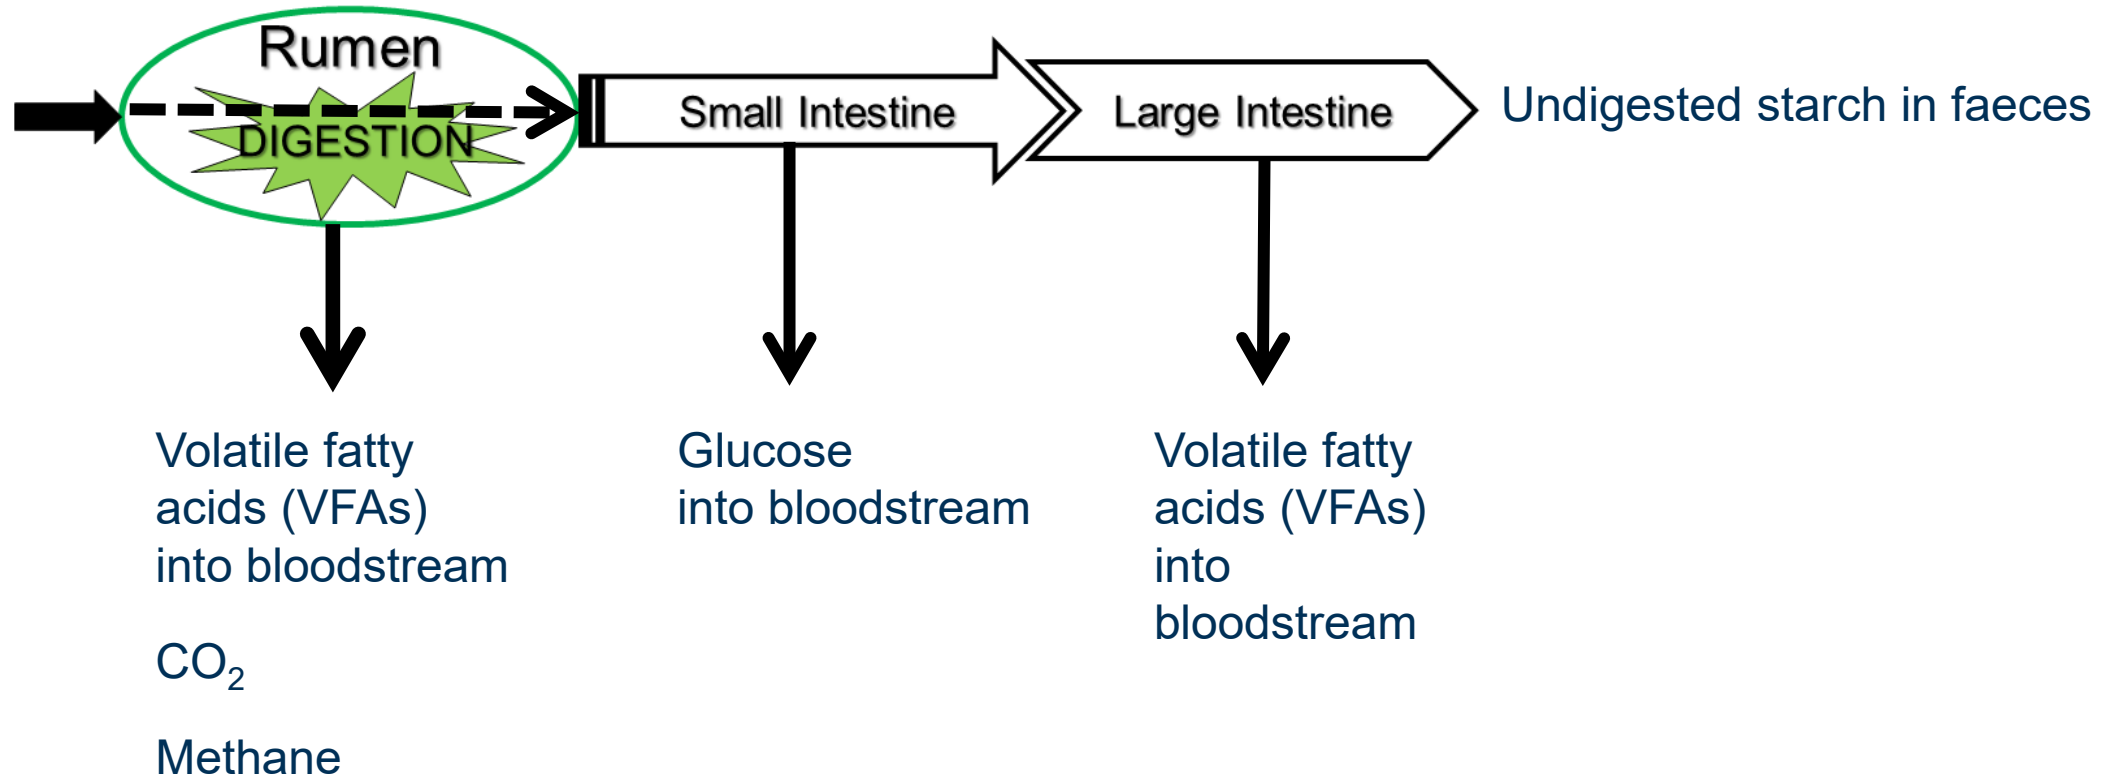 Rumen
DIGESTION
Small Intestine
Large Intestine
Undigested starch in faeces
Volatile fatty
acids (VFAs)
into bloodstream
CO₂
Methane
Glucose
into bloodstream
Volatile fatty
acids (VFAs)
into
bloodstream